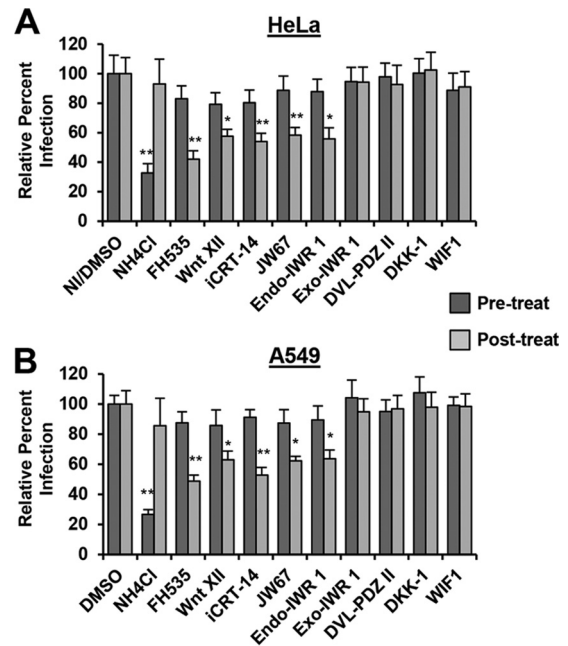 A
HeLa
Relative Percent
Infection
120
100
80
60
40
20
0
**
**
*
**
**
*
NI/DMSO
NH4Cl
FH535
Wnt XII
iCRT-14
JW67
Endo-IWR 1
Exo-IWR 1
DVL-PDZ II
DKK-1
WIF1
Pre-treat
Post-treat
B
A549
Relative Percent
Infection
120
100
80
60
40
20
0
**
**
*
**
*
*
DMSO
NH4Cl
FH535
Wnt XII
iCRT-14
JW67
Endo-IWR 1
Exo-IWR 1
DVL-PDZ II
DKK-1
WIF1